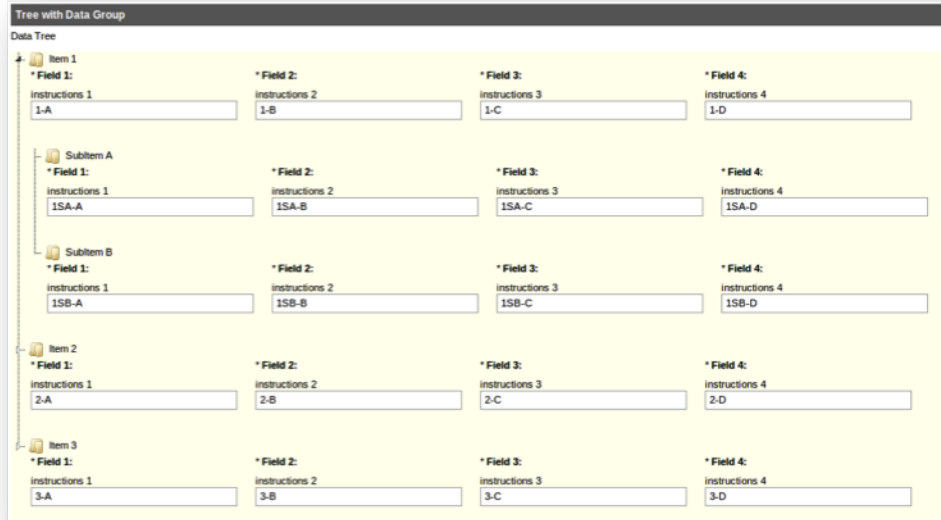 Tree with Data Group
Data Tree
Item 1
* Field 1: * Field 2: * Field 3: * Field 4:
instructions 1 instructions 2 instructions 3 instructions 4
1-A 1-B 1-C 1-D
SubItem A
* Field 1: * Field 2: * Field 3: * Field 4:
instructions 1 instructions 2 instructions 3 instructions 4
1SA-A 1SA-B 1SA-C 1SA-D
SubItem B
* Field 1: * Field 2: * Field 3: * Field 4:
instructions 1 instructions 2 instructions 3 instructions 4
1SB-A 1SB-B 1SB-C 1SB-D
Item 2
* Field 1: * Field 2: * Field 3: * Field 4:
instructions 1 instructions 2 instructions 3 instructions 4
2-A 2-B 2-C 2-D
Item 3
* Field 1: * Field 2: * Field 3: * Field 4:
instructions 1 instructions 2 instructions 3 instructions 4
3-A 3-B 3-C 3-D